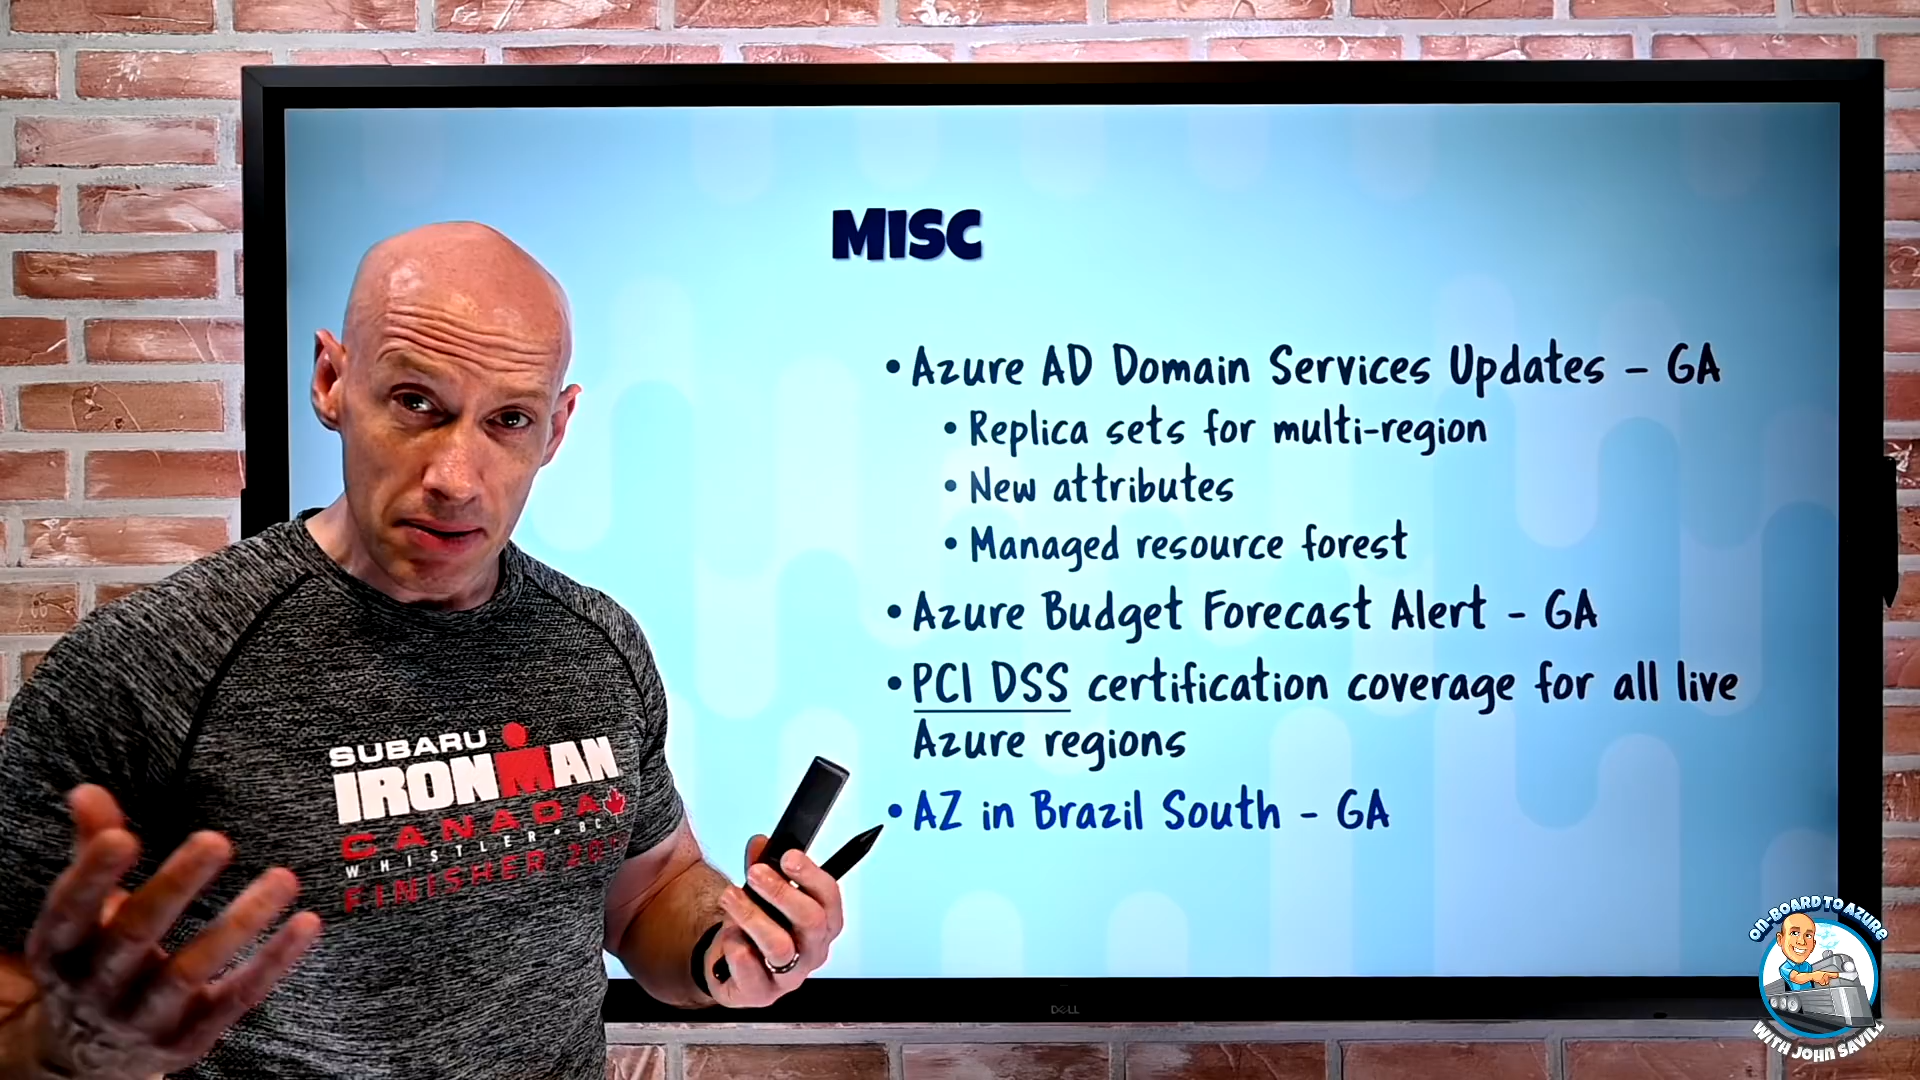 MISC
• Azure AD Domain Services Updates – GA
• Replica sets for multi-region
• New attributes
• Managed resource forest
• Azure Budget Forecast Alert - GA
• PCI DSS certification coverage for all live
Azure regions
• AZ in Brazil South - GA
SUBARU
IRONMAN
CANADA
WHISTLER • BC
FINISHER
DELL
ON-BOARD TO AZURE
WITH JOHN SAVILL